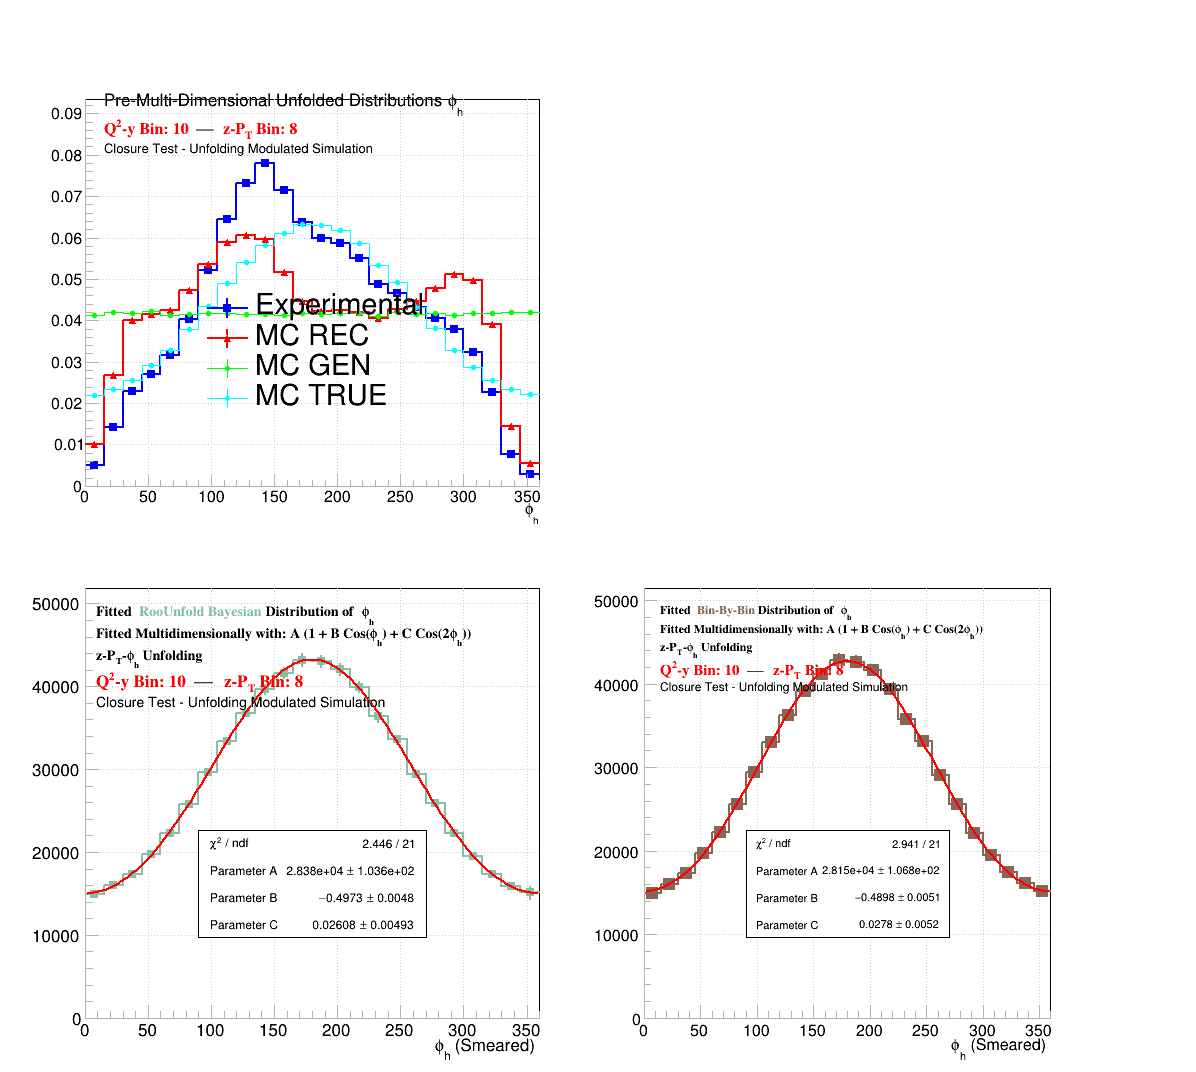 Pre-Multi-Dimensional Unfolded Distributions ϕh
Q²-y Bin: 10 — z-PT Bin: 8
Closure Test - Unfolding Modulated Simulation
0.09
0.08
0.07
0.06
0.05
0.04
0.03
0.02
0.01
0
Experimental
MC REC
MC GEN
MC TRUE
0 50 100 150 200 250 300 350
ϕh
Fitted RooUnfold Bayesian Distribution of ϕh
Fitted Multidimensionally with: A (1 + B Cos(ϕh) + C Cos(2ϕh))
z-PT-ϕh Unfolding
Q²-y Bin: 10 — z-PT Bin: 8
Closure Test - Unfolding Modulated Simulation
50000
40000
30000
20000
10000
0
χ² / ndf 2.446 / 21
Parameter A 2.838e+04 ± 1.036e+02
Parameter B −0.4973 ± 0.0048
Parameter C 0.02608 ± 0.00493
0 50 100 150 200 250 300 350
ϕh (Smeared)
Fitted Bin-By-Bin Distribution of ϕh
Fitted Multidimensionally with: A (1 + B Cos(ϕh) + C Cos(2ϕh))
z-PT-ϕh Unfolding
Q²-y Bin: 10 — z-PT Bin: 8
Closure Test - Unfolding Modulated Simulation
50000
40000
30000
20000
10000
0
χ² / ndf 2.941 / 21
Parameter A 2.815e+04 ± 1.068e+02
Parameter B −0.4898 ± 0.0051
Parameter C 0.0278 ± 0.0052
0 50 100 150 200 250 300 350
ϕh (Smeared)